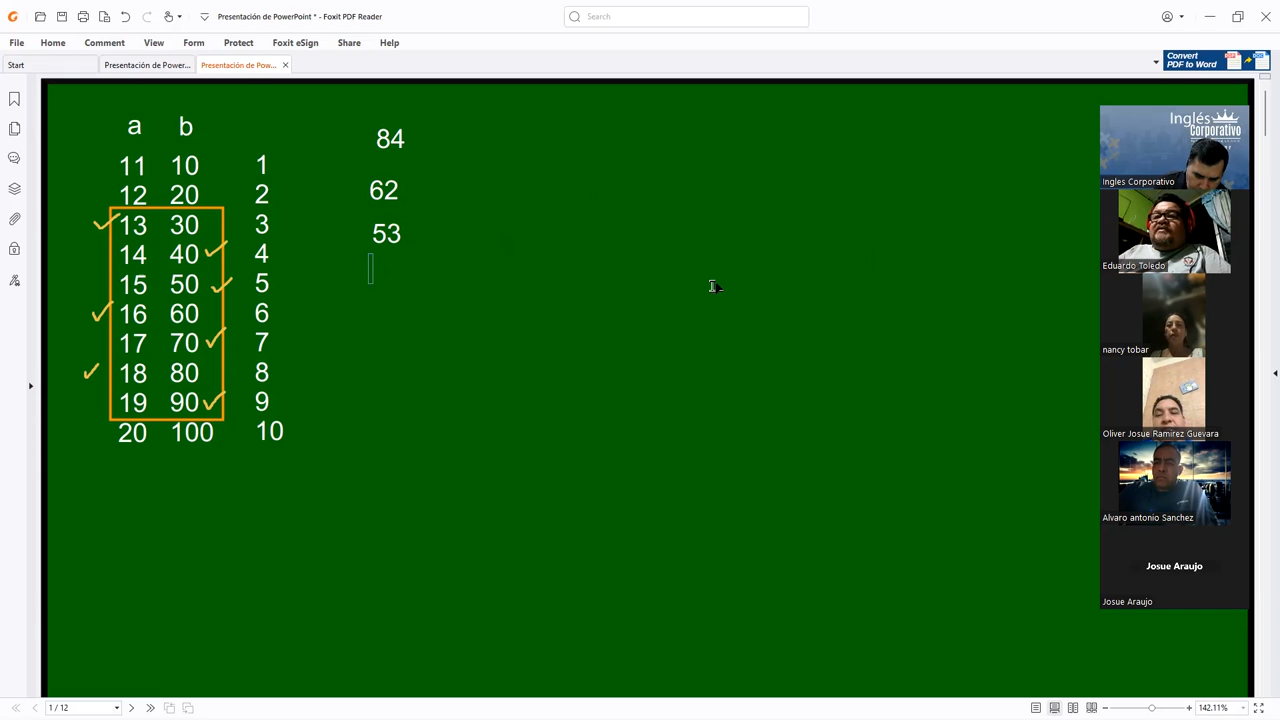 Presentación de PowerPoint * - Foxit PDF Reader
Search
File Home Comment View Form Protect Foxit eSign Share Help
Start
Presentación de Power...
Presentación de Pow...
Convert
PDF to Word
a b
11 10 1
12 20 2
13 30 3
14 40 4
15 50 5
16 60 6
17 70 7
18 80 8
19 90 9
20 100 10
84
62
53
Inglés
Corporativo
Ingles Corporativo
Eduardo Toledo
nancy tobar
Oliver Josue Ramirez Guevara
Alvaro antonio Sanchez
Josue Araujo
Josue Araujo
1 / 12
142.11%